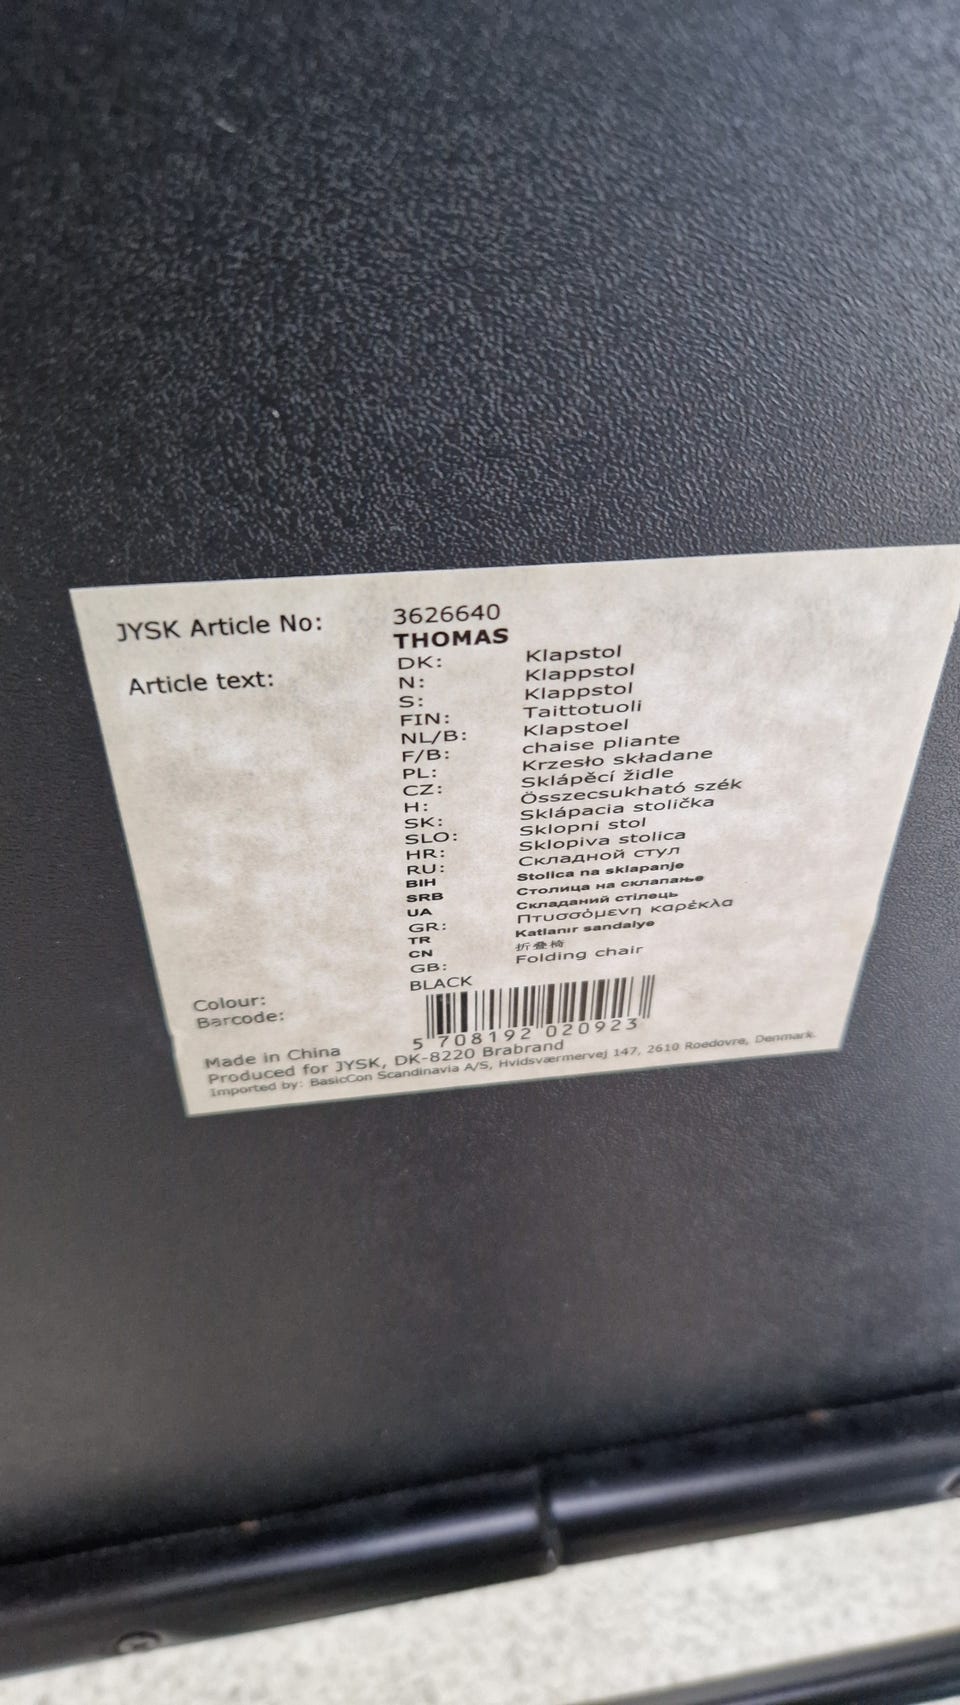 JYSK Article No: 3626640
THOMAS
Article text: DK: Klapstol
N: Klappstol
S: Klappstol
FIN: Taittotuoli
NL/B: Klapstoel
F/B: chaise pliante
PL: Krzesło składane
CZ: Sklápěcí židle
H: Összecsukható szék
SK: Sklápacia stolička
SLO: Sklopni stol
HR: Sklopiva stolica
RU: Складной стул
BIH Stolica na sklapanje
SRB Столица на склапање
UA Складаний стілець
GR: Πτυσσόμενη καρέκλα
TR Katlanır sandalye
CN 折叠椅
GB: Folding chair
Colour: BLACK
Barcode:
5 708192 020923
Made in China
Produced for JYSK, DK-8220 Brabrand
Imported by: BasicCon Scandinavia A/S, Hvidsværmervej 147, 2610 Roedovre, Denmark.